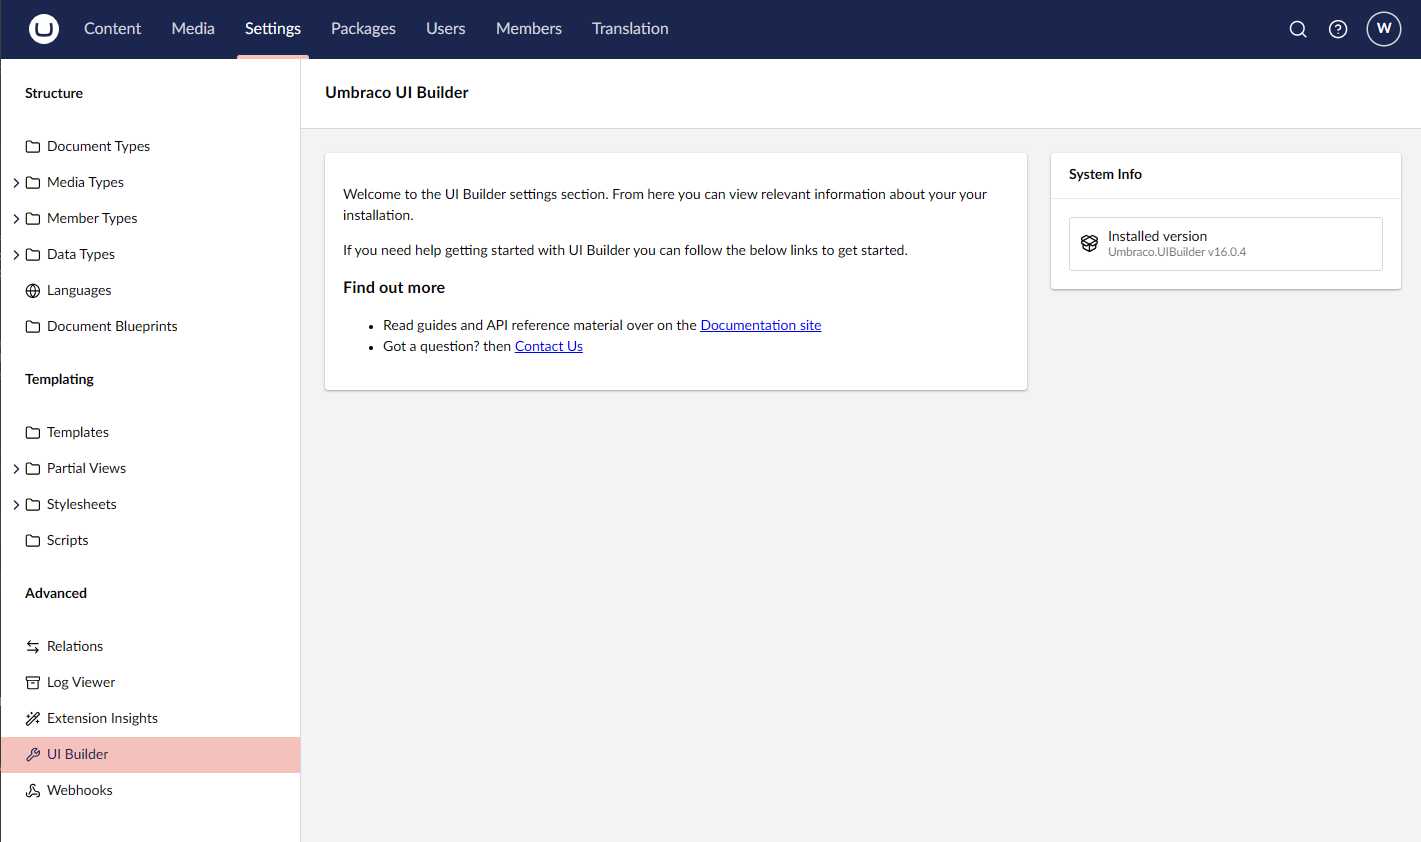 Content Media Settings Packages Users Members Translation W
Structure
Document Types
Media Types
Member Types
Data Types
Languages
Document Blueprints
Templating
Templates
Partial Views
Stylesheets
Scripts
Advanced
Relations
Log Viewer
Extension Insights
UI Builder
Webhooks
Umbraco UI Builder
Welcome to the UI Builder settings section. From here you can view relevant information about your your
installation.
If you need help getting started with UI Builder you can follow the below links to get started.
Find out more
• Read guides and API reference material over on the Documentation site
• Got a question? then Contact Us
System Info
Installed version
Umbraco.UIBuilder v16.0.4